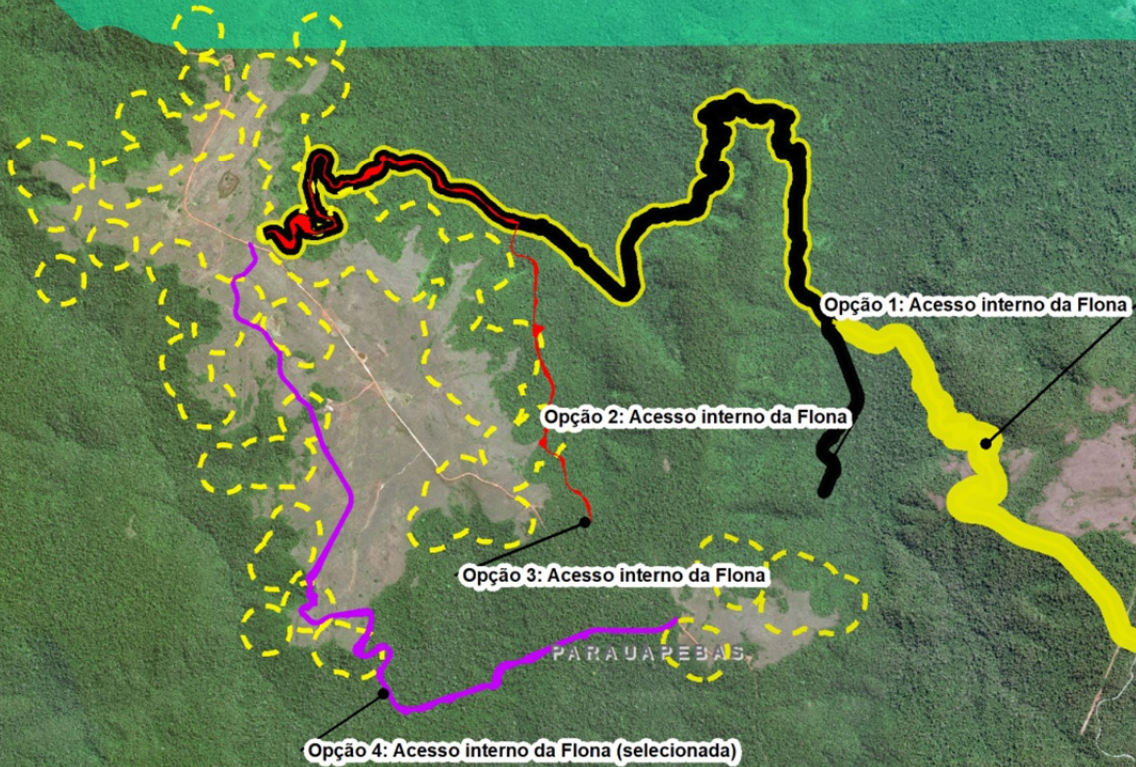 Opção 1: Acesso interno da Flona
Opção 2: Acesso interno da Flona
Opção 3: Acesso interno da Flona
PARAUAPEBAS
Opção 4: Acesso interno da Flona (selecionada)